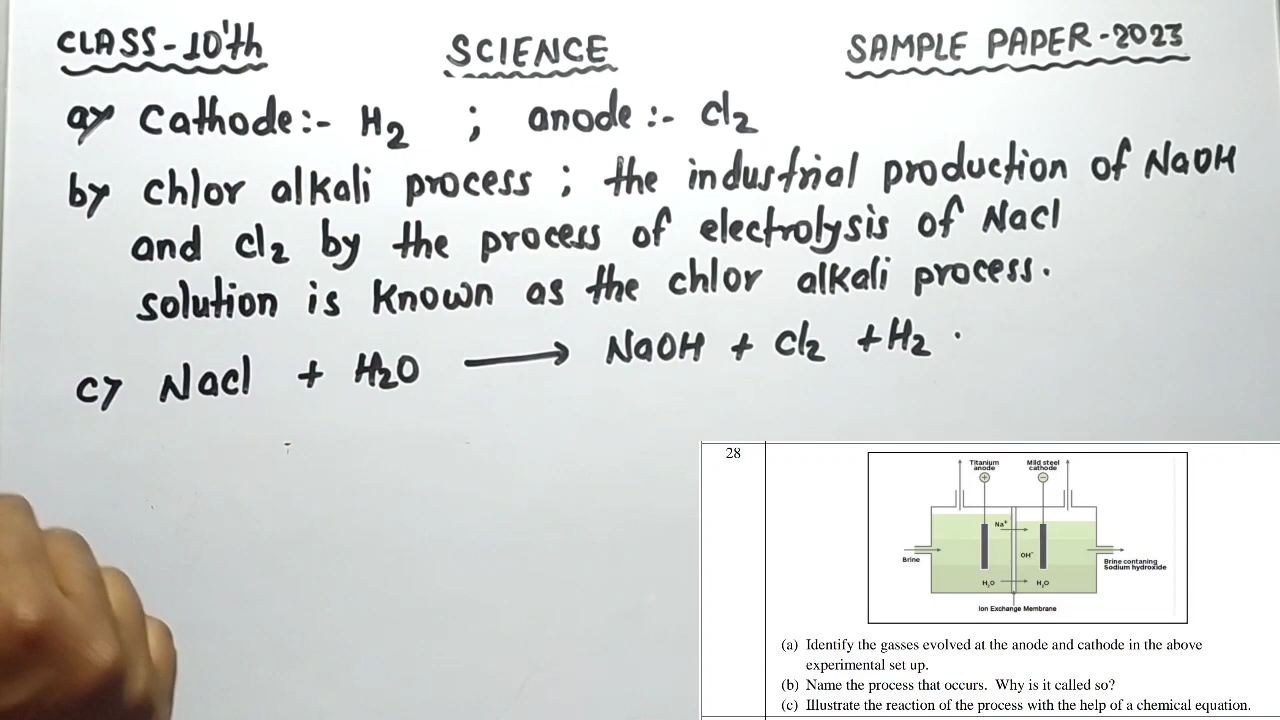 CLASS-10'th SCIENCE SAMPLE PAPER-2023
a) Cathode:- H2 ; anode:- Cl2
b) chlor alkali process ; the industrial production of NaOH
and cl2 by the process of electrolysis of Nacl
solution is known as the chlor alkali process.
c) Nacl + H2O ⟶ NaOH + Cl2 + H2 .
28
Titanium anode
Mild steel cathode
+
−
Na+
OH-
Brine
Brine contaning
Sodium hydroxide
H2O
H2O
Ion Exchange Membrane
(a) Identify the gasses evolved at the anode and cathode in the above
experimental set up.
(b) Name the process that occurs. Why is it called so?
(c) Illustrate the reaction of the process with the help of a chemical equation.